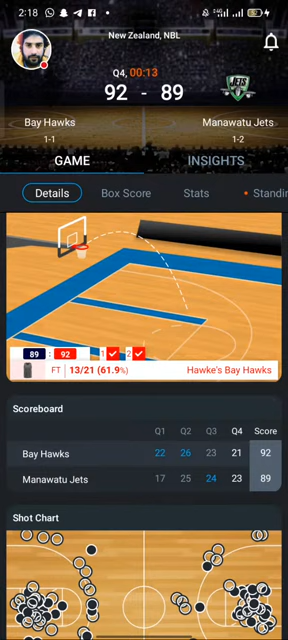 2:18
New Zealand, NBL
Q4, 00:13
92 - 89
JETS
Bay Hawks
Manawatu Jets
1-1
1-2
GAME
INSIGHTS
Details
Box Score
Stats
Standin
89 : 92
1
2
FT
13/21 (61.9%)
Hawke's Bay Hawks
Scoreboard
Q1 Q2 Q3 Q4 Score
Bay Hawks 22 26 23 21 92
Manawatu Jets 17 25 24 23 89
Shot Chart